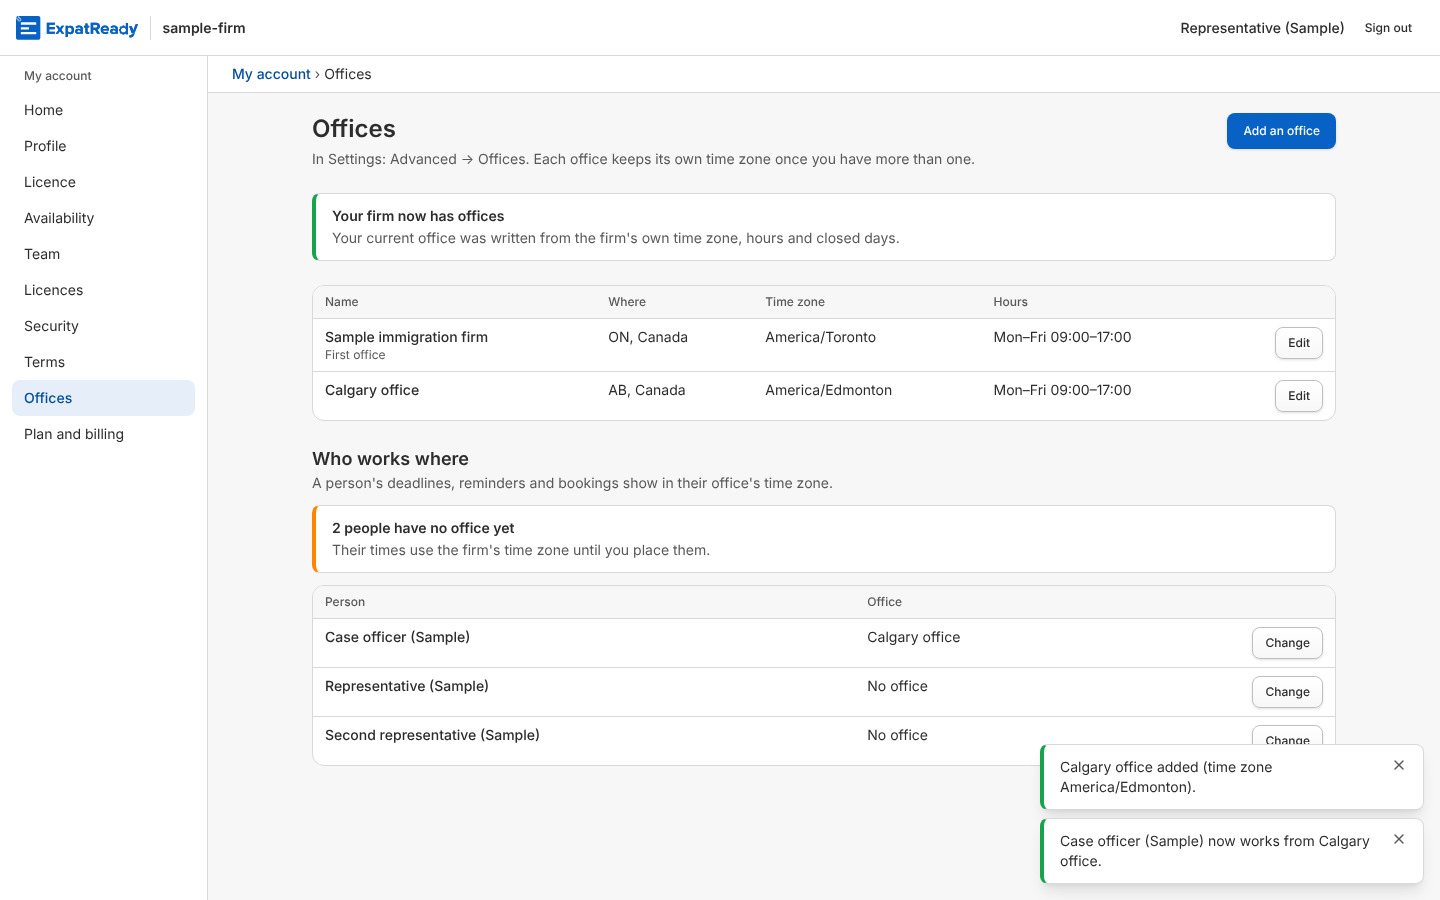 ExpatReady
sample-firm
Representative (Sample)
Sign out
My account
Home
Profile
Licence
Availability
Team
Licences
Security
Terms
Offices
Plan and billing
My account › Offices
Offices
Add an office
In Settings: Advanced → Offices. Each office keeps its own time zone once you have more than one.
Your firm now has offices
Your current office was written from the firm's own time zone, hours and closed days.
Name Where Time zone Hours
Sample immigration firm ON, Canada America/Toronto Mon–Fri 09:00–17:00 Edit
First office
Calgary office AB, Canada America/Edmonton Mon–Fri 09:00–17:00 Edit
Who works where
A person's deadlines, reminders and bookings show in their office's time zone.
2 people have no office yet
Their times use the firm's time zone until you place them.
Person Office
Case officer (Sample) Calgary office Change
Representative (Sample) No office Change
Second representative (Sample) No office Change
Calgary office added (time zone
America/Edmonton).
Case officer (Sample) now works from Calgary
office.